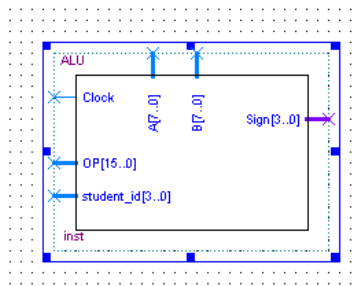 ALU
Clock
A[7..0]
B[7..0]
Sign[3..0]
OP[15..0]
student_id[3..0]
inst